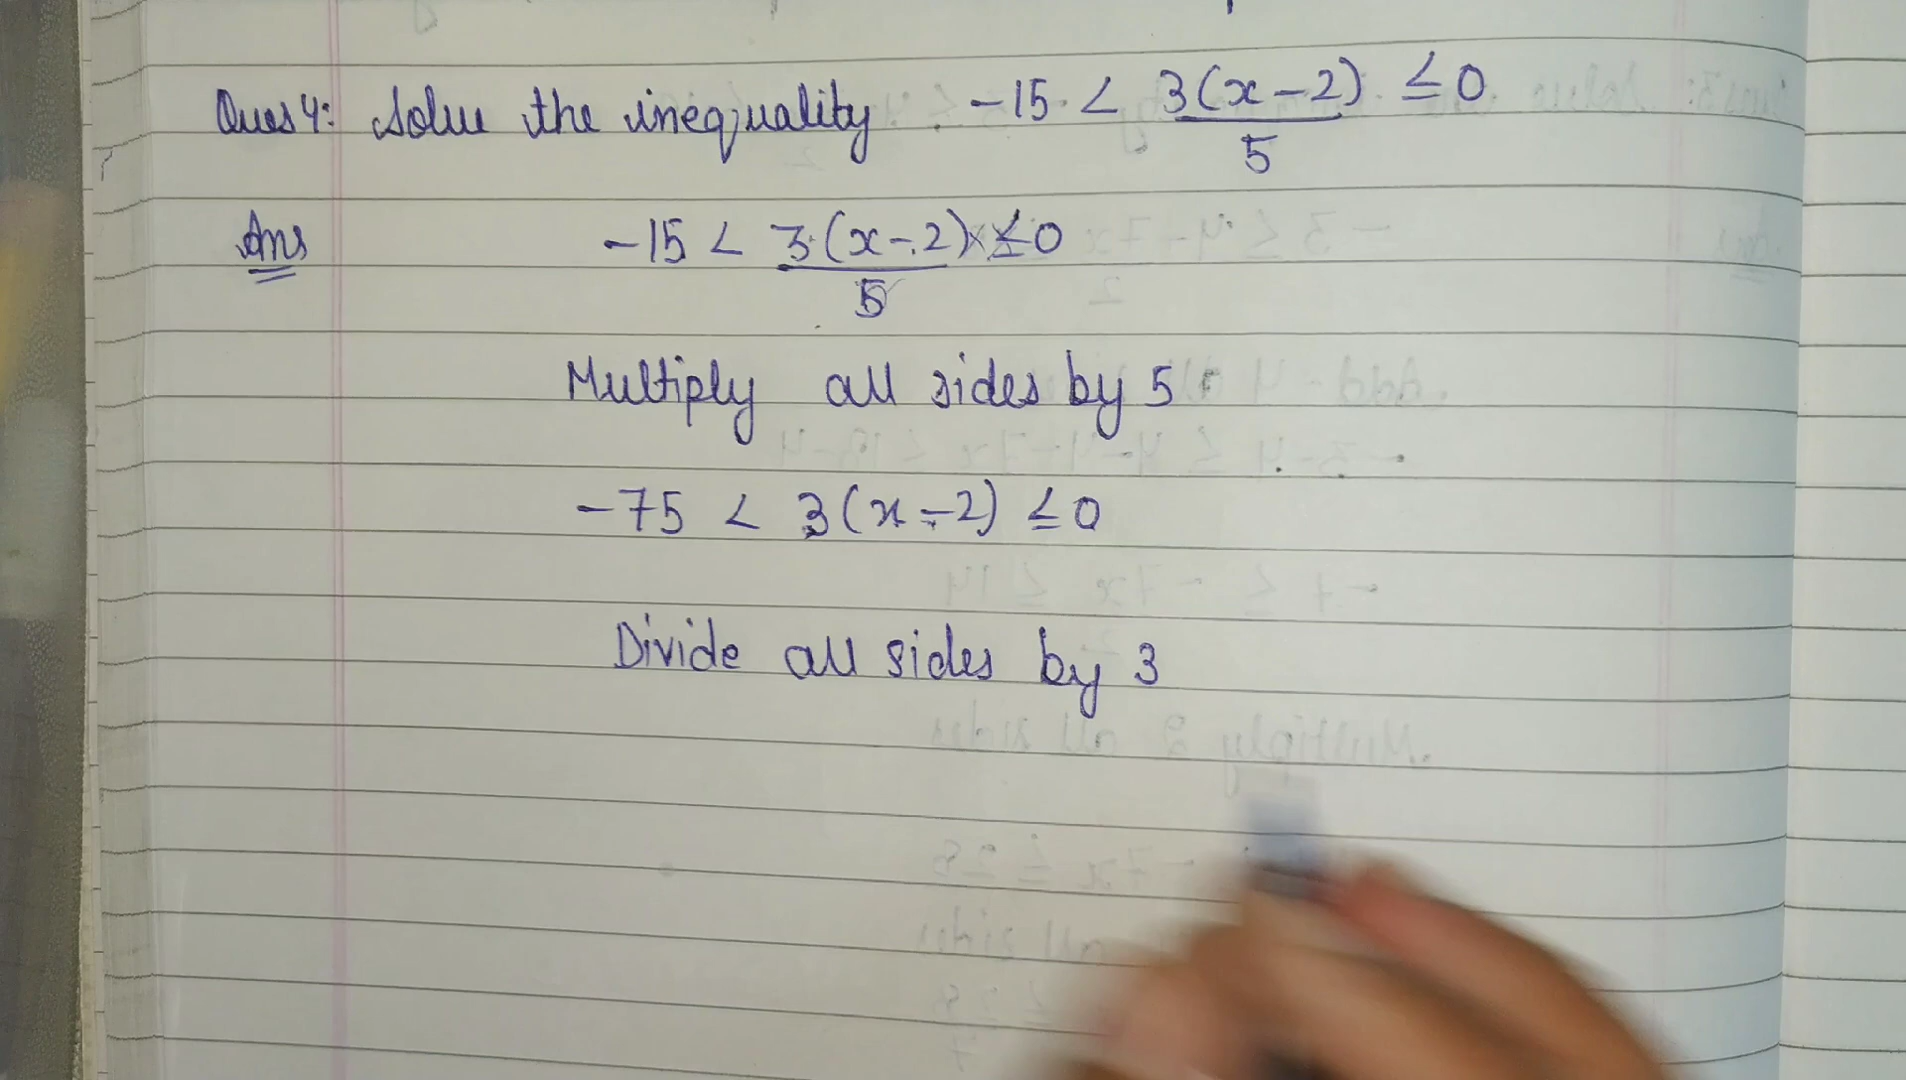 Ques 4: Solve the inequality -15 < 3(x-2)/5 ≤ 0
Ans
-15 < 3(x-2)/5 ≤ 0
Multiply all sides by 5
-75 < 3(x-2) ≤ 0
Divide all sides by 3